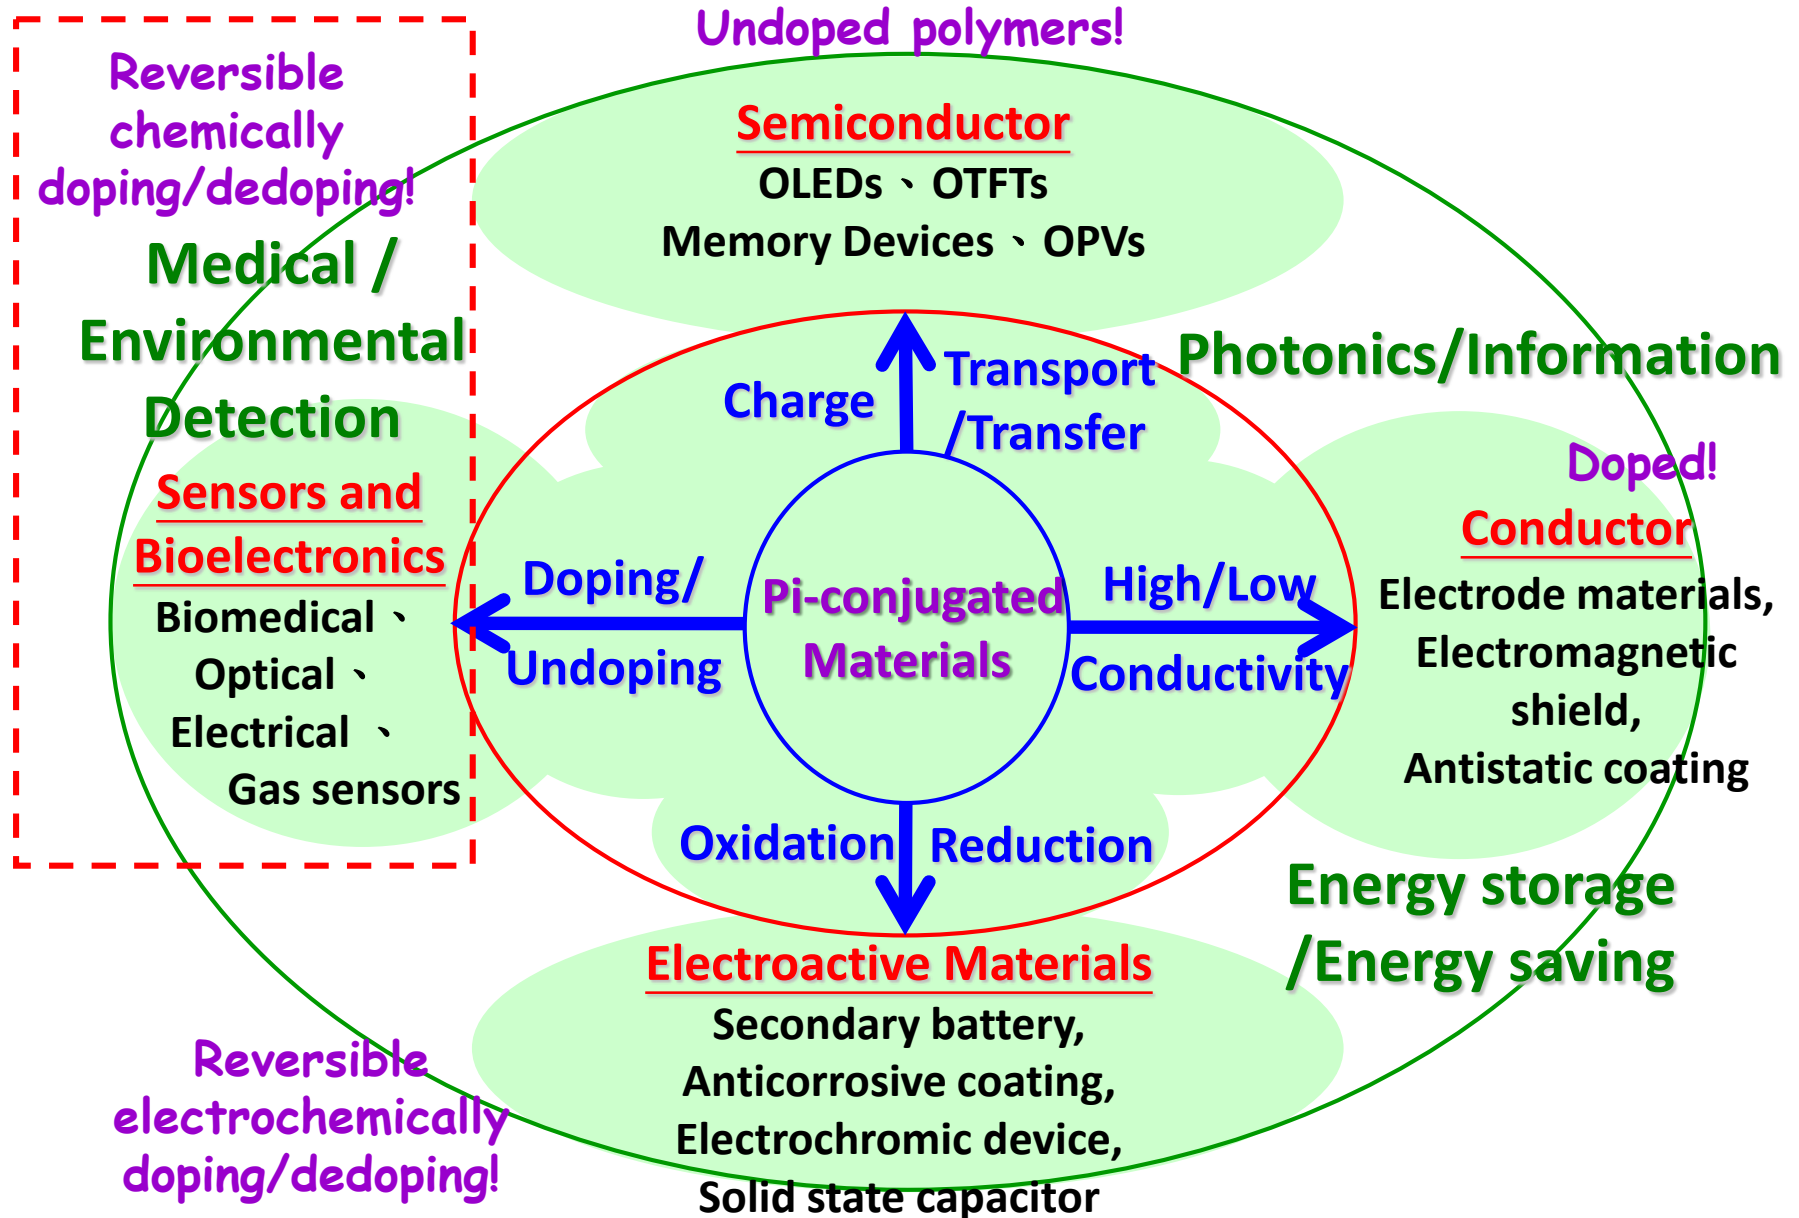 Undoped polymers!
Reversible
chemically
doping/dedoping!
Semiconductor
OLEDs、OTFTs
Memory Devices、OPVs
Medical /
Environmental
Detection
Photonics/Information
Charge
Transport
/Transfer
Sensors and
Bioelectronics
Biomedical、
Optical、
Electrical 、
Gas sensors
Doping/
Undoping
Pi-conjugated
Materials
High/Low
Conductivity
Doped!
Conductor
Electrode materials,
Electromagnetic
shield,
Antistatic coating
Oxidation
Reduction
Energy storage
/Energy saving
Electroactive Materials
Secondary battery,
Anticorrosive coating,
Electrochromic device,
Solid state capacitor
Reversible
electrochemically
doping/dedoping!